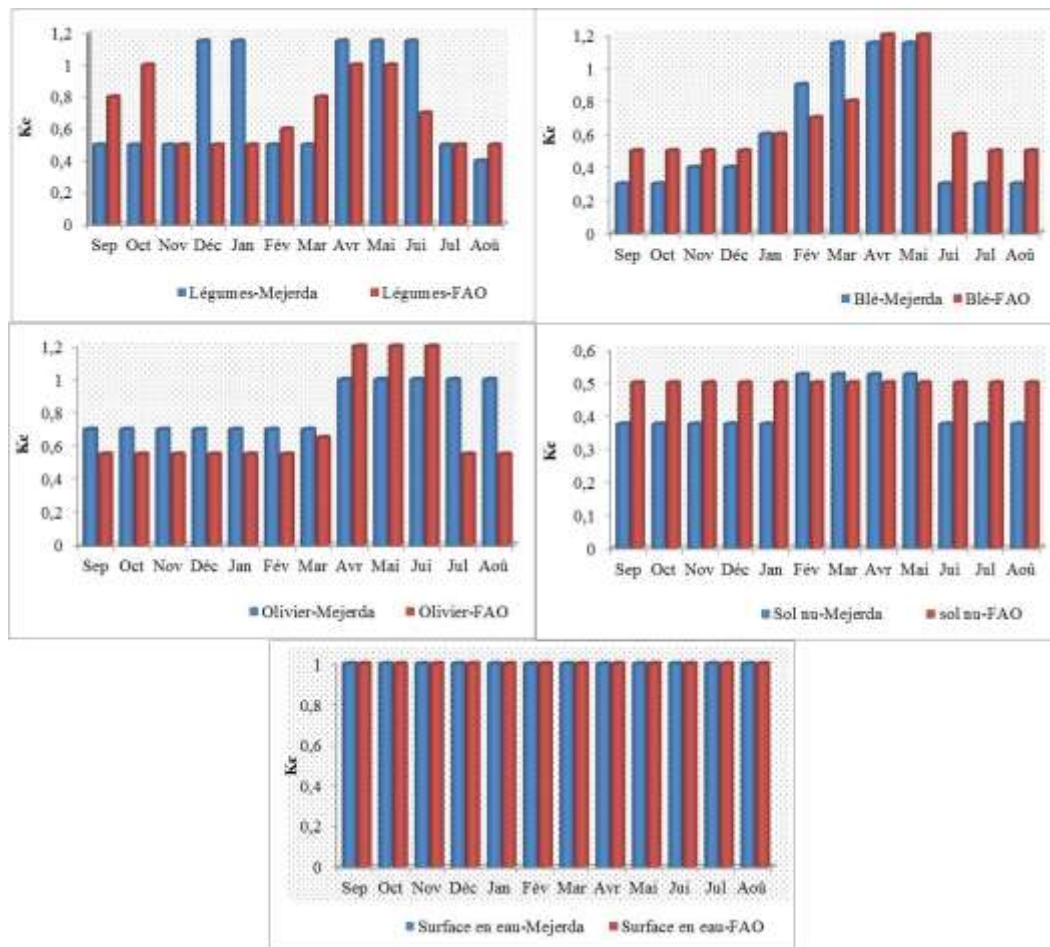 1,2
1
0,8
0,6
0,4
0,2
0
Kc
Sep Oct Nov Déc Jan Fév Mar Avr Mai Jui Jul Aoû
Légumes-Mejerda Légumes-FAO
1,2
1
0,8
0,6
0,4
0,2
0
Kc
Sep Oct Nov Déc Jan Fév Mar Avr Mai Jui Jul Aoû
Blé-Mejerda Blé-FAO
1,2
1
0,8
0,6
0,4
0,2
0
Kc
Sep Oct Nov Déc Jan Fév Mar Avr Mai Jui Jul Aoû
Olivier-Mejerda Olivier-FAO
0,6
0,5
0,4
0,3
0,2
0,1
0
Kc
Sep Oct Nov Déc Jan Fév Mar Avr Mai Jui Jul Aoû
Sol nu-Mejerda sol nu-FAO
1
0,8
0,6
0,4
0,2
0
Kc
Sep Oct Nov Déc Jan Fév Mar Avr Mai Jui Jul Aoû
Surface en eau-Mejerda Surface en eau-FAO